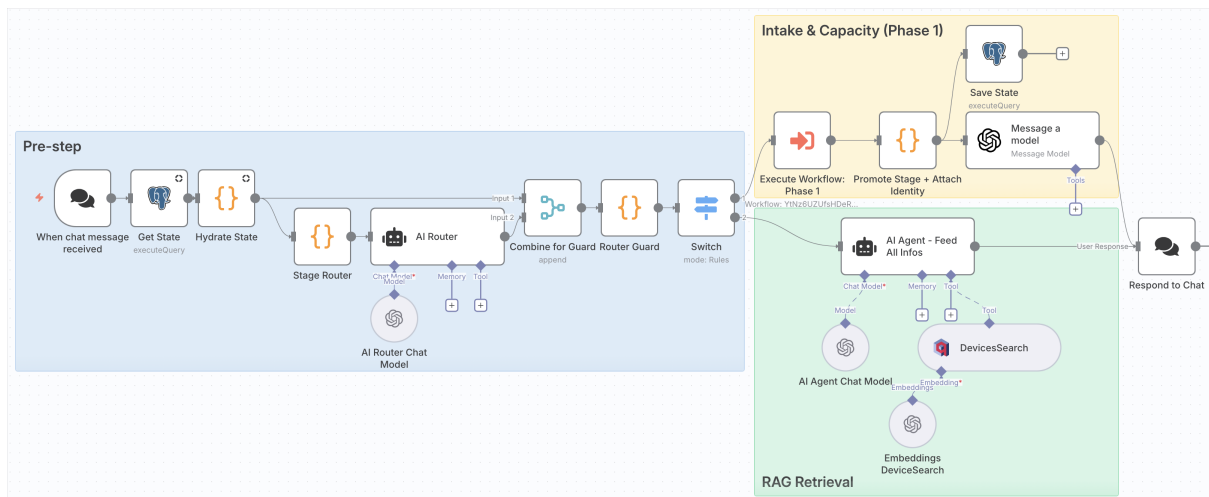 Pre-step
When chat message
received
Get State
executeQuery
Hydrate State
Stage Router
AI Router
Chat Model*
Model
Memory
Tool
AI Router Chat
Model
Input 1
Input 2
Combine for Guard
append
Router Guard
Switch
mode: Rules
2
Intake & Capacity (Phase 1)
Save State
executeQuery
Execute Workflow:
Phase 1
Workflow: YtNz6UZUfsHDeR...
Promote Stage + Attach
Identity
Message a
model
Message Model
Tools
AI Agent - Feed
All Infos
Chat Model*
Memory
Tool
Model
AI Agent Chat Model
Tool
DevicesSearch
Embedding*
Embeddings
Embeddings
DeviceSearch
RAG Retrieval
User Response
Respond to Chat